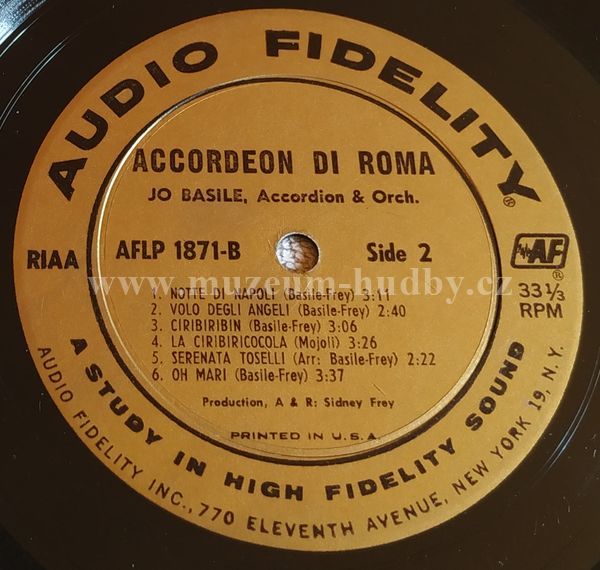 AUDIO FIDELITY®
ACCORDEON DI ROMA
JO BASILE, Accordion & Orch.
RIAA
AFLP 1871-B
Side 2
AF®
33 1/3
RPM
www.muzeum-hudby.cz
1. NOTTE DI NAPOLI (Basile-Frey) 3:11
2. VOLO DEGLI ANGELI (Basile-Frey) 2:40
3. CIRIBIRIBIN (Basile-Frey) 3:06
4. LA CIRIBIRICOCOLA (Mojoli) 3:26
5. SERENATA TOSELLI (Arr: Basile-Frey) 2:22
6. OH MARI (Basile-Frey) 3:37
Production, A & R: Sidney Frey
PRINTED IN U.S.A.
A STUDY IN HIGH FIDELITY SOUND
AUDIO FIDELITY INC., 770 ELEVENTH AVENUE, NEW YORK 19, N.Y.